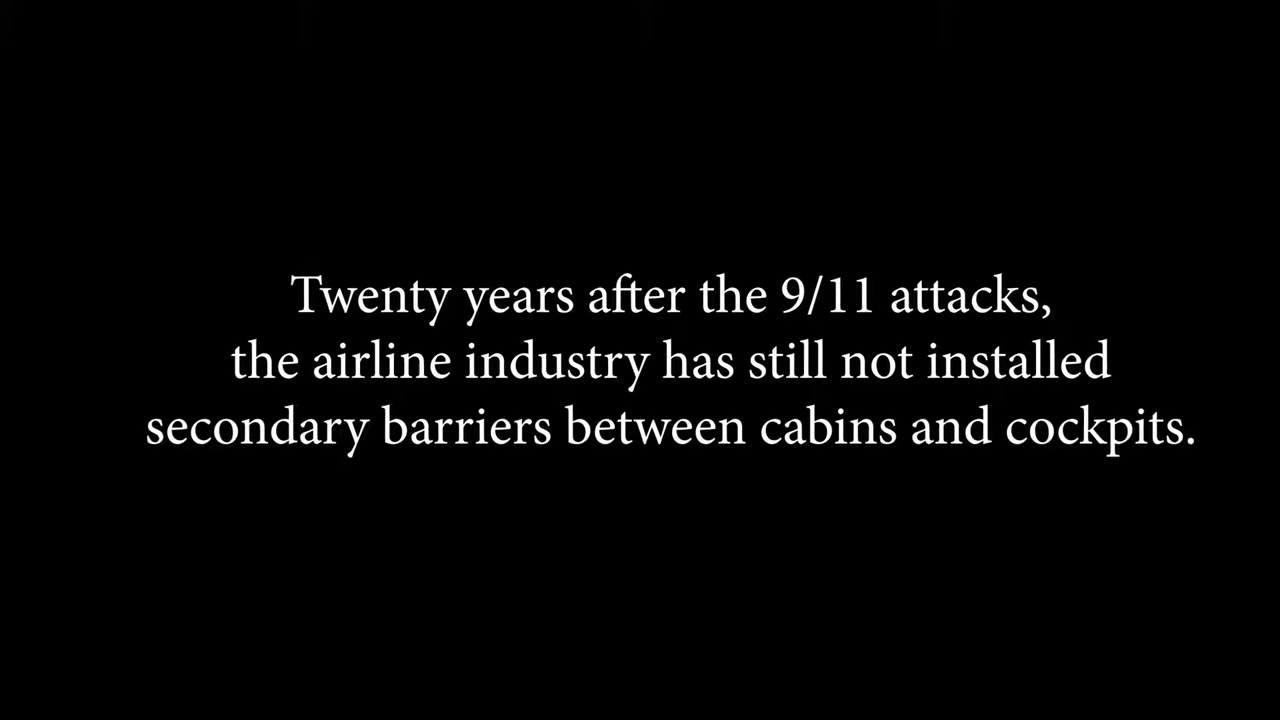 Twenty years after the 9/11 attacks,
the airline industry has still not installed
secondary barriers between cabins and cockpits.